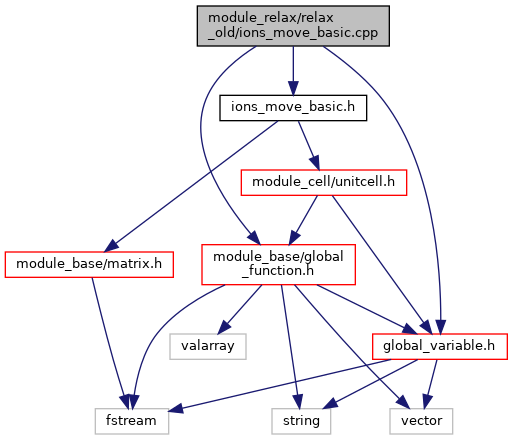 module_relax/relax
_old/ions_move_basic.cpp
ions_move_basic.h
module_cell/unitcell.h
module_base/matrix.h
module_base/global
_function.h
valarray
global_variable.h
fstream
string
vector